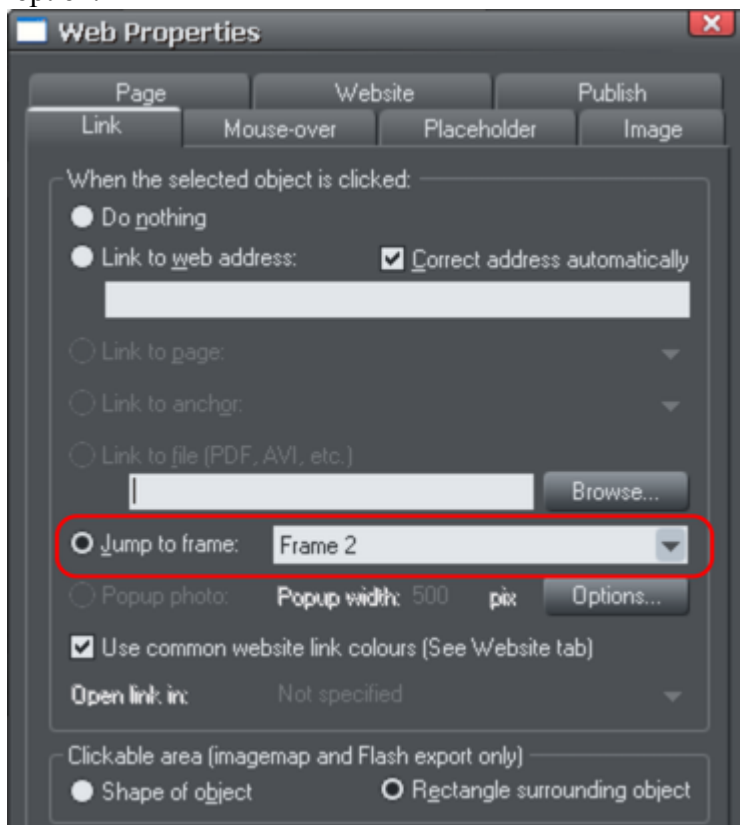 Web Properties
Page Website Publish
Link Mouse-over Placeholder Image
When the selected object is clicked:
Do nothing
Link to web address: Correct address automatically
Link to page:
Link to anchor:
Link to file (PDF, AVI, etc.)
Browse...
Jump to frame: Frame 2
Popup photo: Popup width: 500 pix Options...
Use common website link colours (See Website tab)
Open link in: Not specified
Clickable area (imagemap and Flash export only)
Shape of object Rectangle surrounding object